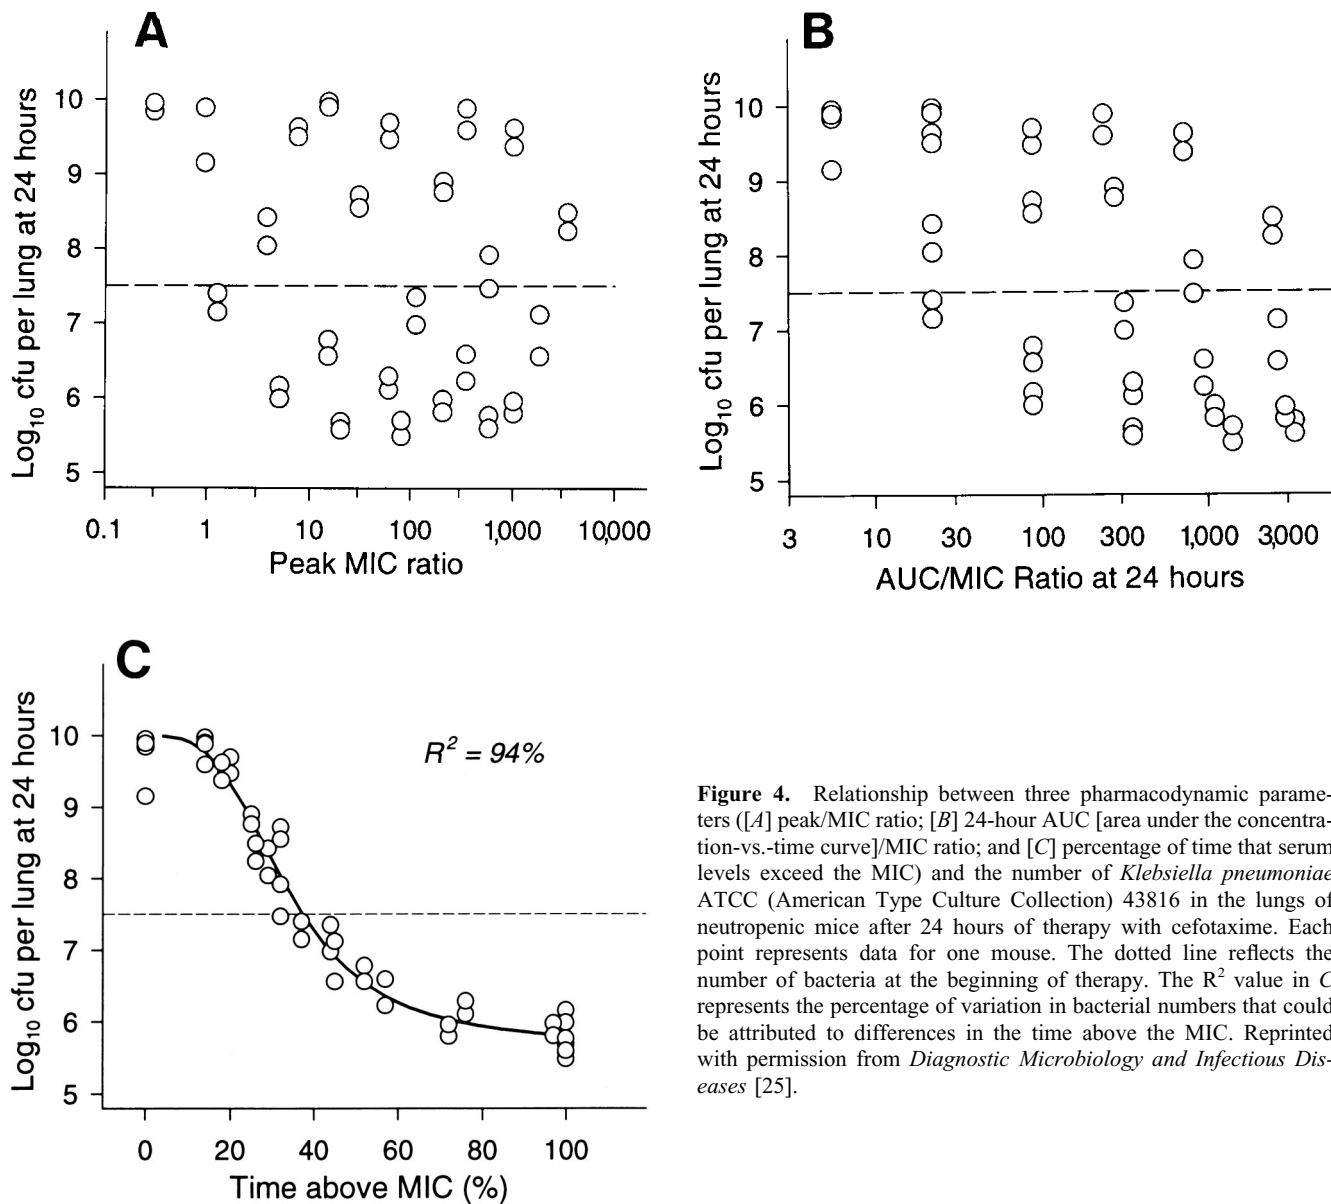 A
Log10 cfu per lung at 24 hours
10
9
8
7
6
5
0.1 1 10 100 1,000 10,000
Peak MIC ratio
B
Log10 cfu per lung at 24 hours
10
9
8
7
6
5
3 10 30 100 300 1,000 3,000
AUC/MIC Ratio at 24 hours
C
Log10 cfu per lung at 24 hours
10
9
8
7
6
5
R2 = 94%
0 20 40 60 80 100
Time above MIC (%)
Figure 4. Relationship between three pharmacodynamic parame-
ters ([A] peak/MIC ratio; [B] 24-hour AUC [area under the concentra-
tion-vs.-time curve]/MIC ratio; and [C] percentage of time that serum
levels exceed the MIC) and the number of Klebsiella pneumoniae
ATCC (American Type Culture Collection) 43816 in the lungs of
neutropenic mice after 24 hours of therapy with cefotaxime. Each
point represents data for one mouse. The dotted line reflects the
number of bacteria at the beginning of therapy. The R2 value in C
represents the percentage of variation in bacterial numbers that could
be attributed to differences in the time above the MIC. Reprinted
with permission from Diagnostic Microbiology and Infectious Dis-
eases [25].